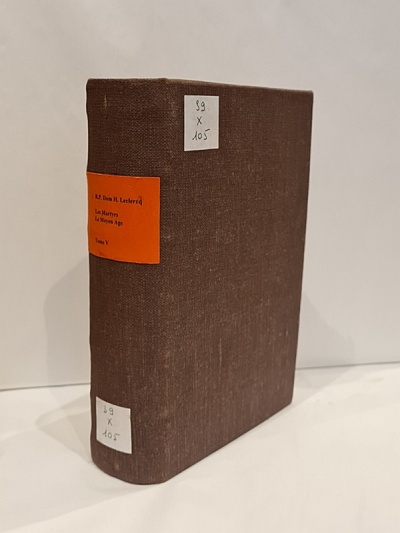 39
X
105
R.P. Dom H. Leclercq
Les Martyrs
Le Moyen Age
Tome V
39
X
105